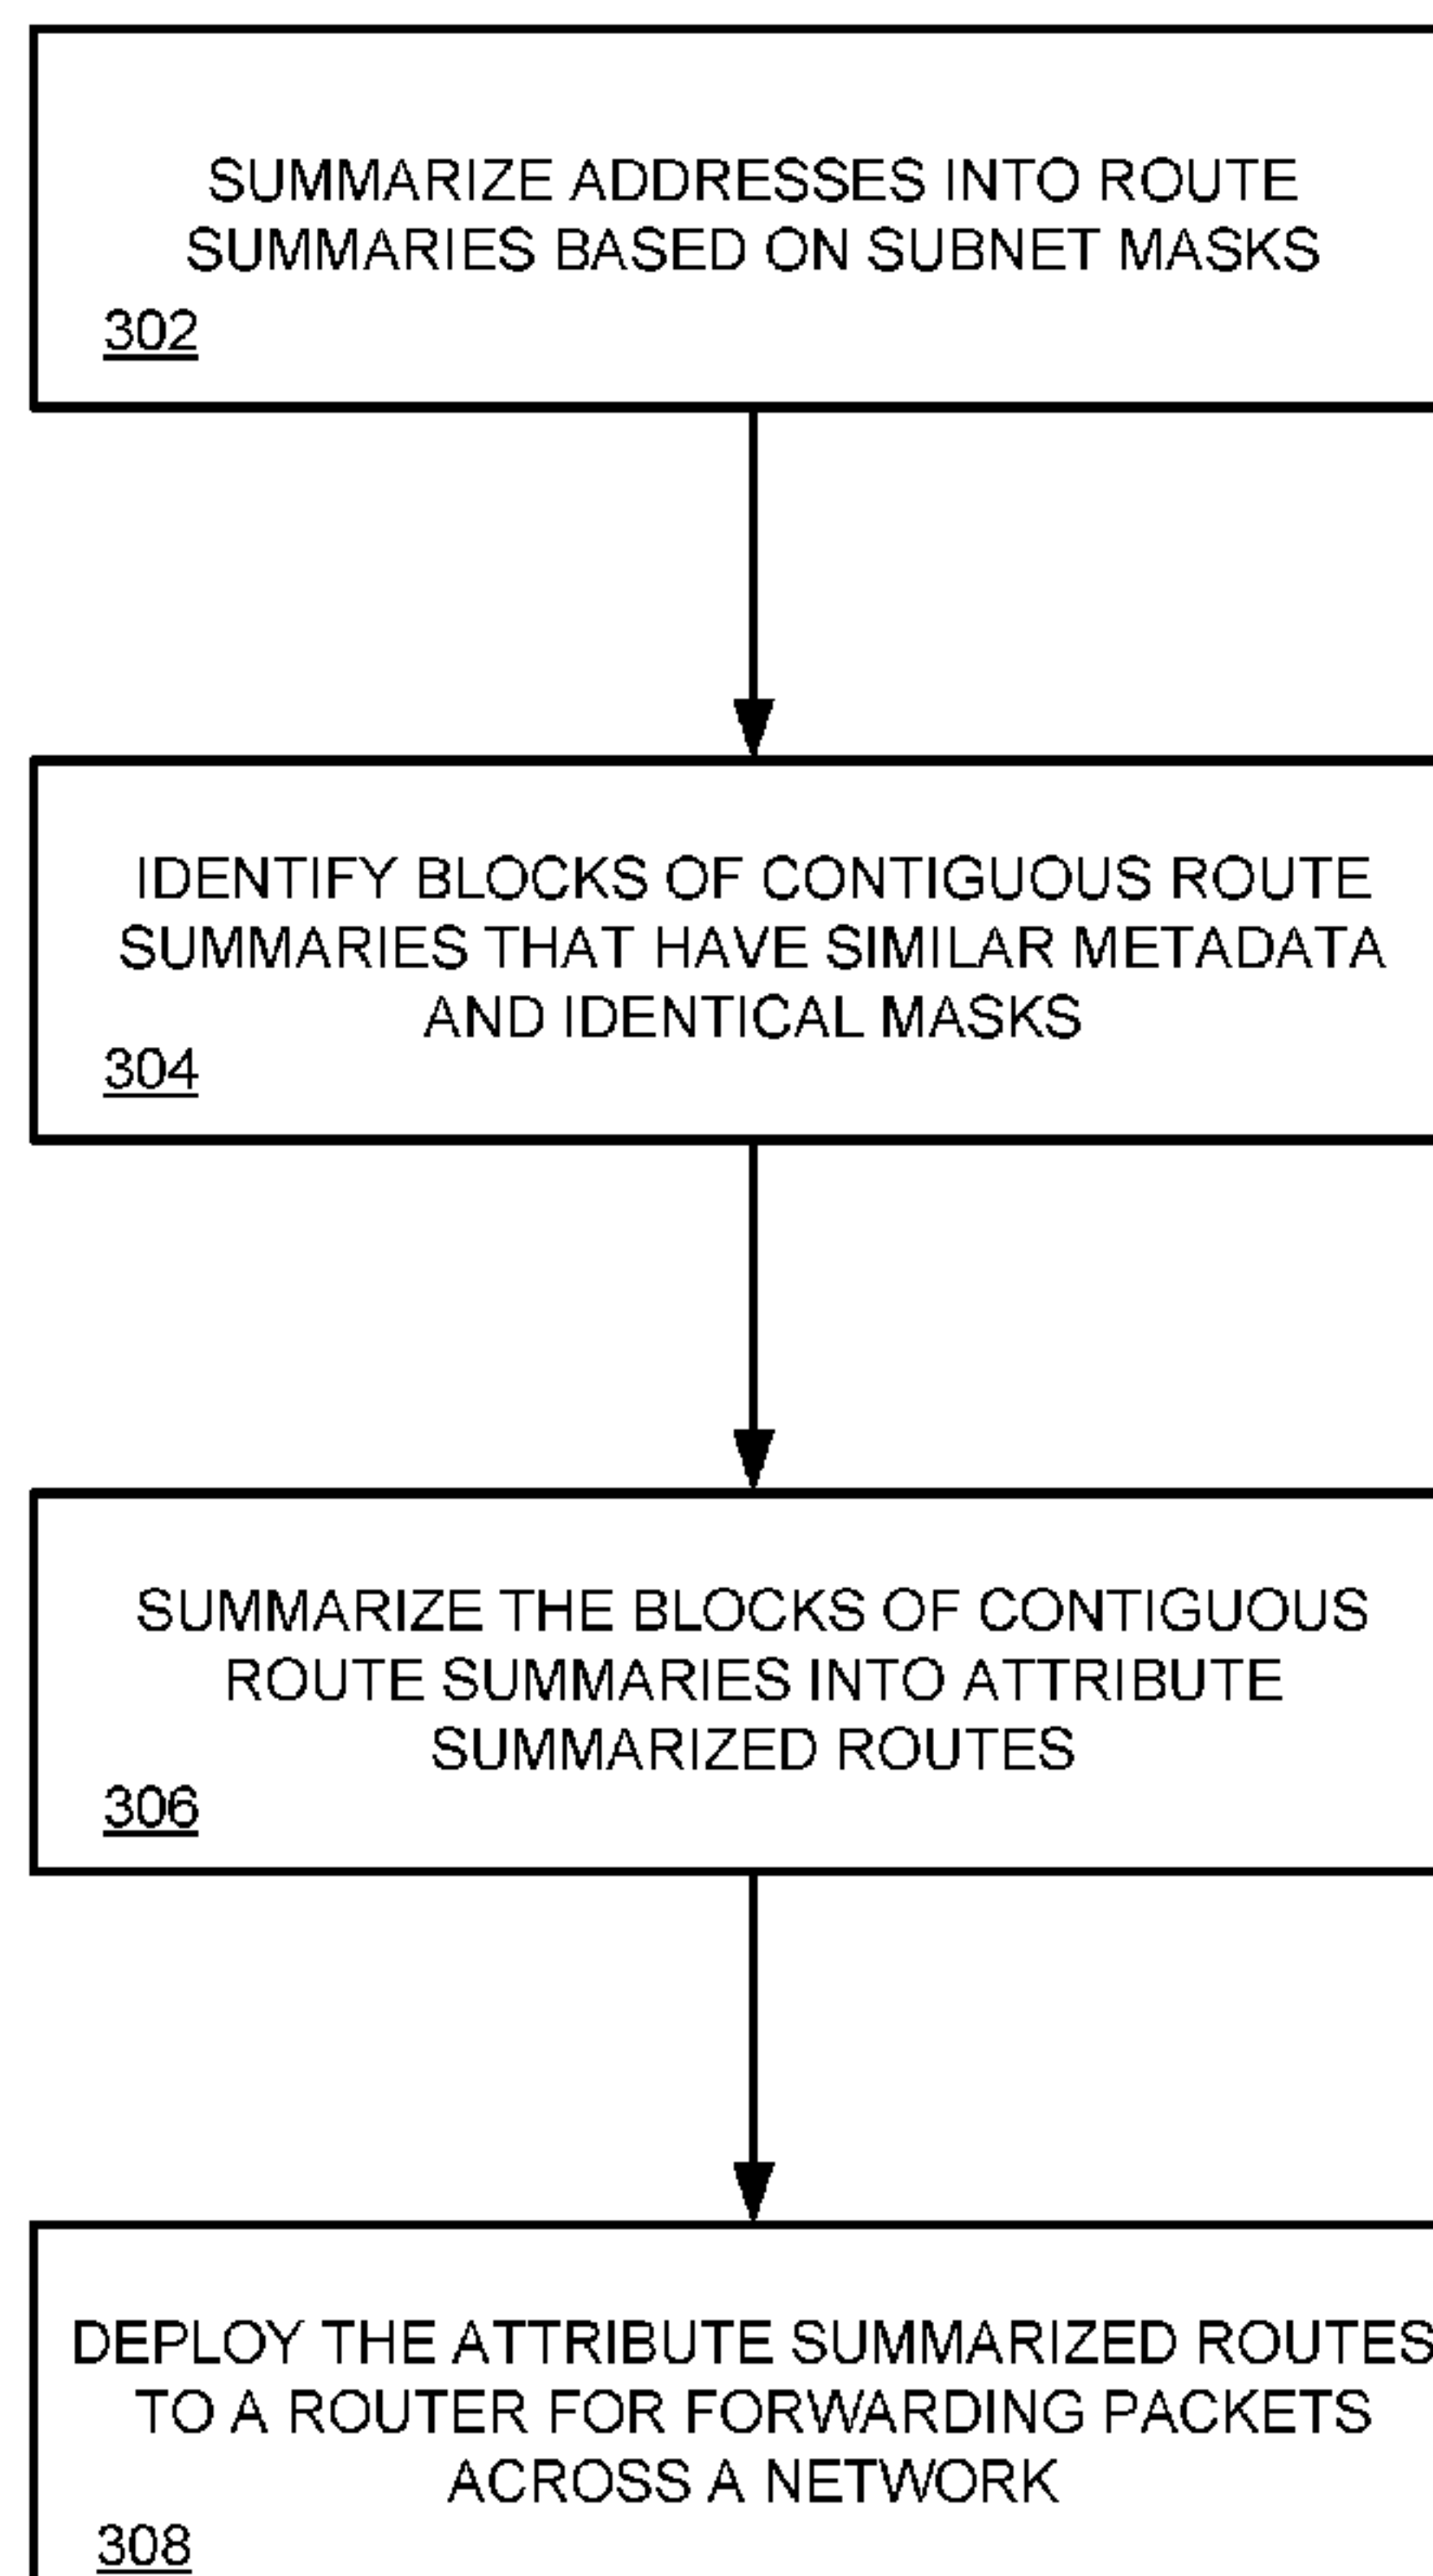 SUMMARIZE ADDRESSES INTO ROUTE
SUMMARIES BASED ON SUBNET MASKS
302
IDENTIFY BLOCKS OF CONTIGUOUS ROUTE
SUMMARIES THAT HAVE SIMILAR METADATA
AND IDENTICAL MASKS
304
SUMMARIZE THE BLOCKS OF CONTIGUOUS
ROUTE SUMMARIES INTO ATTRIBUTE
SUMMARIZED ROUTES
306
DEPLOY THE ATTRIBUTE SUMMARIZED ROUTES
TO A ROUTER FOR FORWARDING PACKETS
ACROSS A NETWORK
308